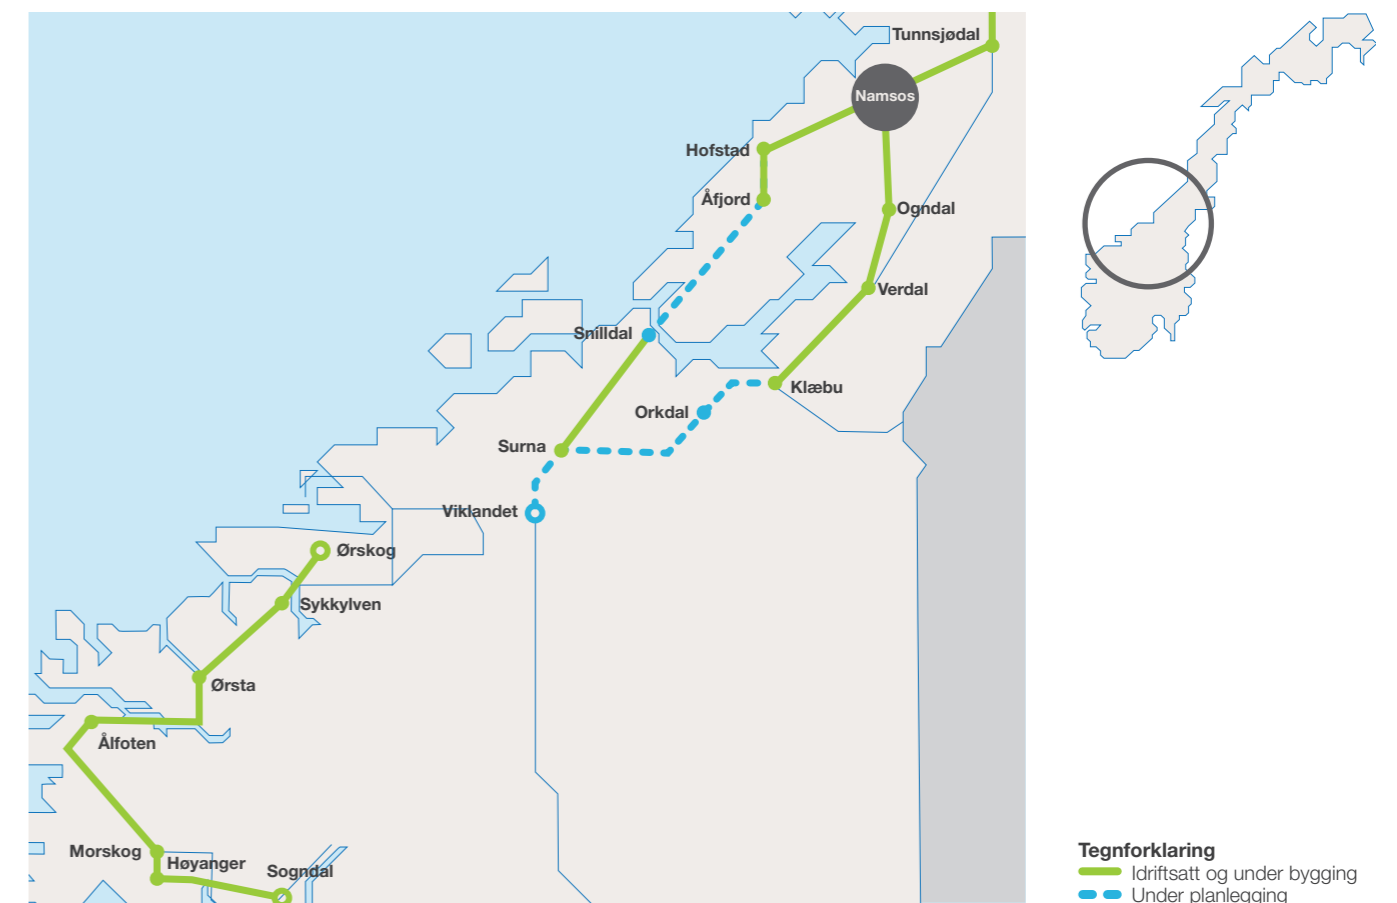 Tunnsjødal
Namsos
Hofstad
Åfjord
Ogndal
Verdal
Snilldal
Klæbu
Orkdal
Surna
Viklandet
Ørskog
Sykkylven
Ørsta
Ålfoten
Morskog
Høyanger
Sogndal
Tegnforklaring
Idriftsatt og under bygging
Under planlegging